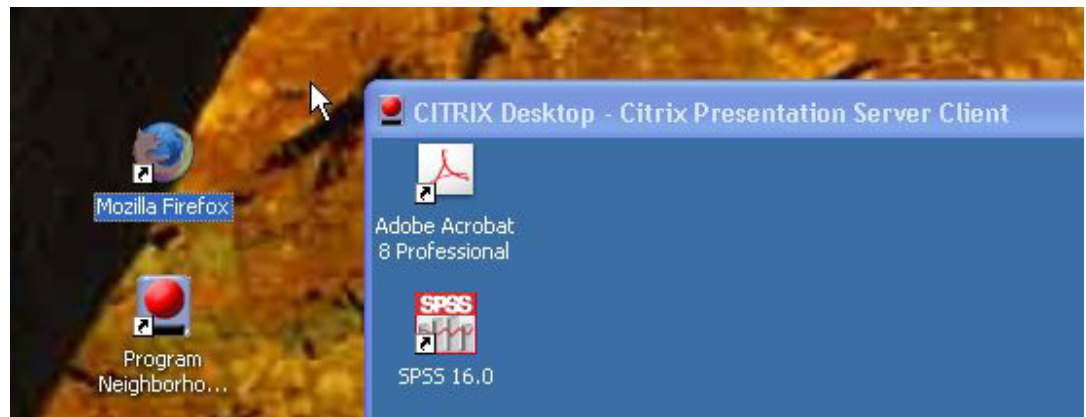 CITRIX Desktop - Citrix Presentation Server Client
Mozilla Firefox
Adobe Acrobat
8 Professional
Program
Neighborho...
SPSS
SPSS 16.0